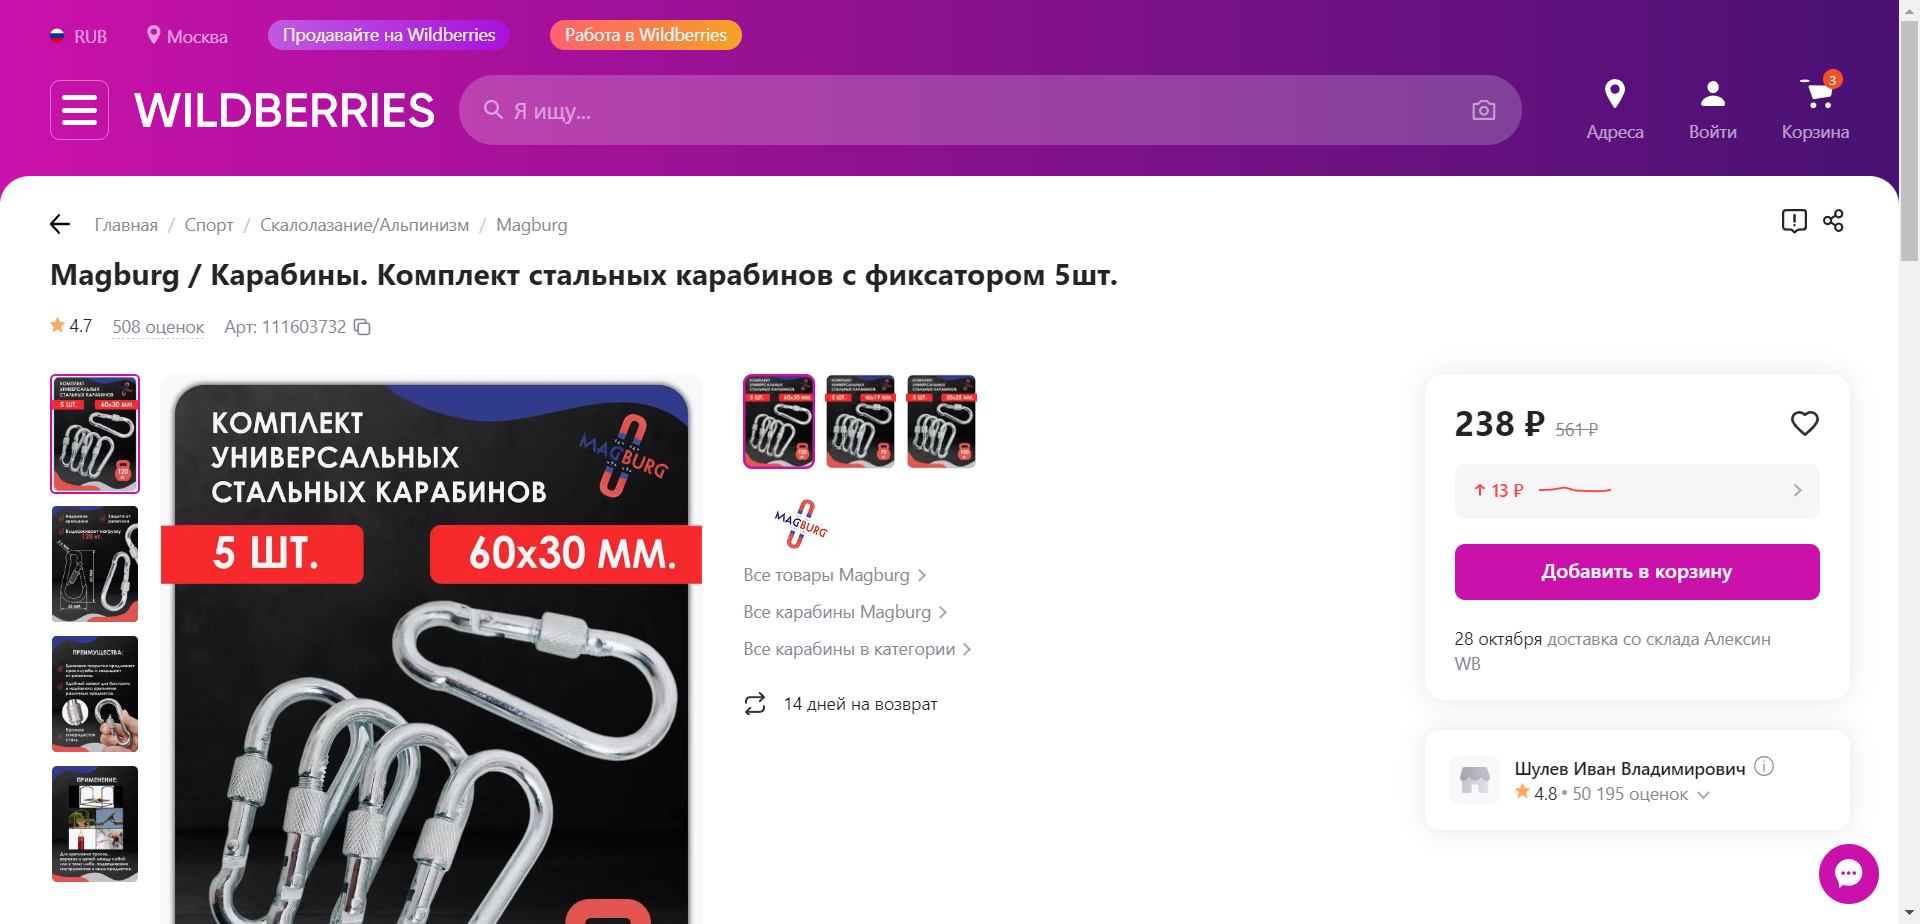 RUB
Москва
Продавайте на Wildberries
Работа в Wildberries
WILDBERRIES
Я ищу...
Адреса
Войти
3
Корзина
Главная / Спорт / Скалолазание/Альпинизм / Magburg
Magburg / Карабины. Комплект стальных карабинов с фиксатором 5шт.
4.7
508 оценок
Арт: 111603732
КОМПЛЕКТ
УНИВЕРСАЛЬНЫХ
СТАЛЬНЫХ КАРАБИНОВ
MAGBURG
5 ШТ.
60х30 ММ.
ПРЕИМУЩЕСТВА:
ПРИМЕНЕНИЕ:
MAGBURG
Все товары Magburg
Все карабины Magburg
Все карабины в категории
14 дней на возврат
238 ₽ 561 ₽
13 ₽
Добавить в корзину
28 октября доставка со склада Алексин
WB
Шулев Иван Владимирович
4.8 • 50 195 оценок